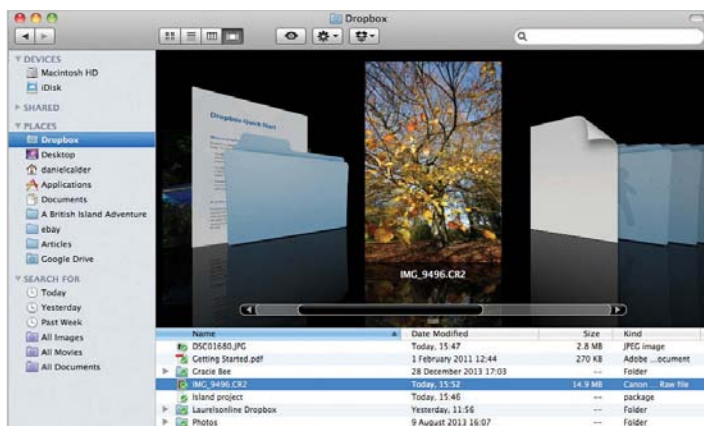 Dropbox
DEVICES
Macintosh HD
iDisk
SHARED
PLACES
Dropbox
Desktop
danielcalder
Applications
Documents
A British Island Adventure
ebay
Articles
Google Drive
SEARCH FOR
Today
Yesterday
Past Week
All Images
All Movies
All Documents
Dropbox Quick Start
IMG_9496.CR2
Name Date Modified Size Kind
DSC01680.JPG Today, 15:47 2.8 MB JPEG image
Getting Started.pdf 1 February 2011 12:44 270 KB Adobe ...ocument
Gracie Bee 28 December 2013 17:03 -- Folder
IMG_9496.CR2 Today, 15:52 14.9 MB Canon ... Raw file
Island project Today, 15:46 -- package
Laurelsonline Dropbox Yesterday, 11:56 -- Folder
Photos 9 August 2013 16:07 -- Folder